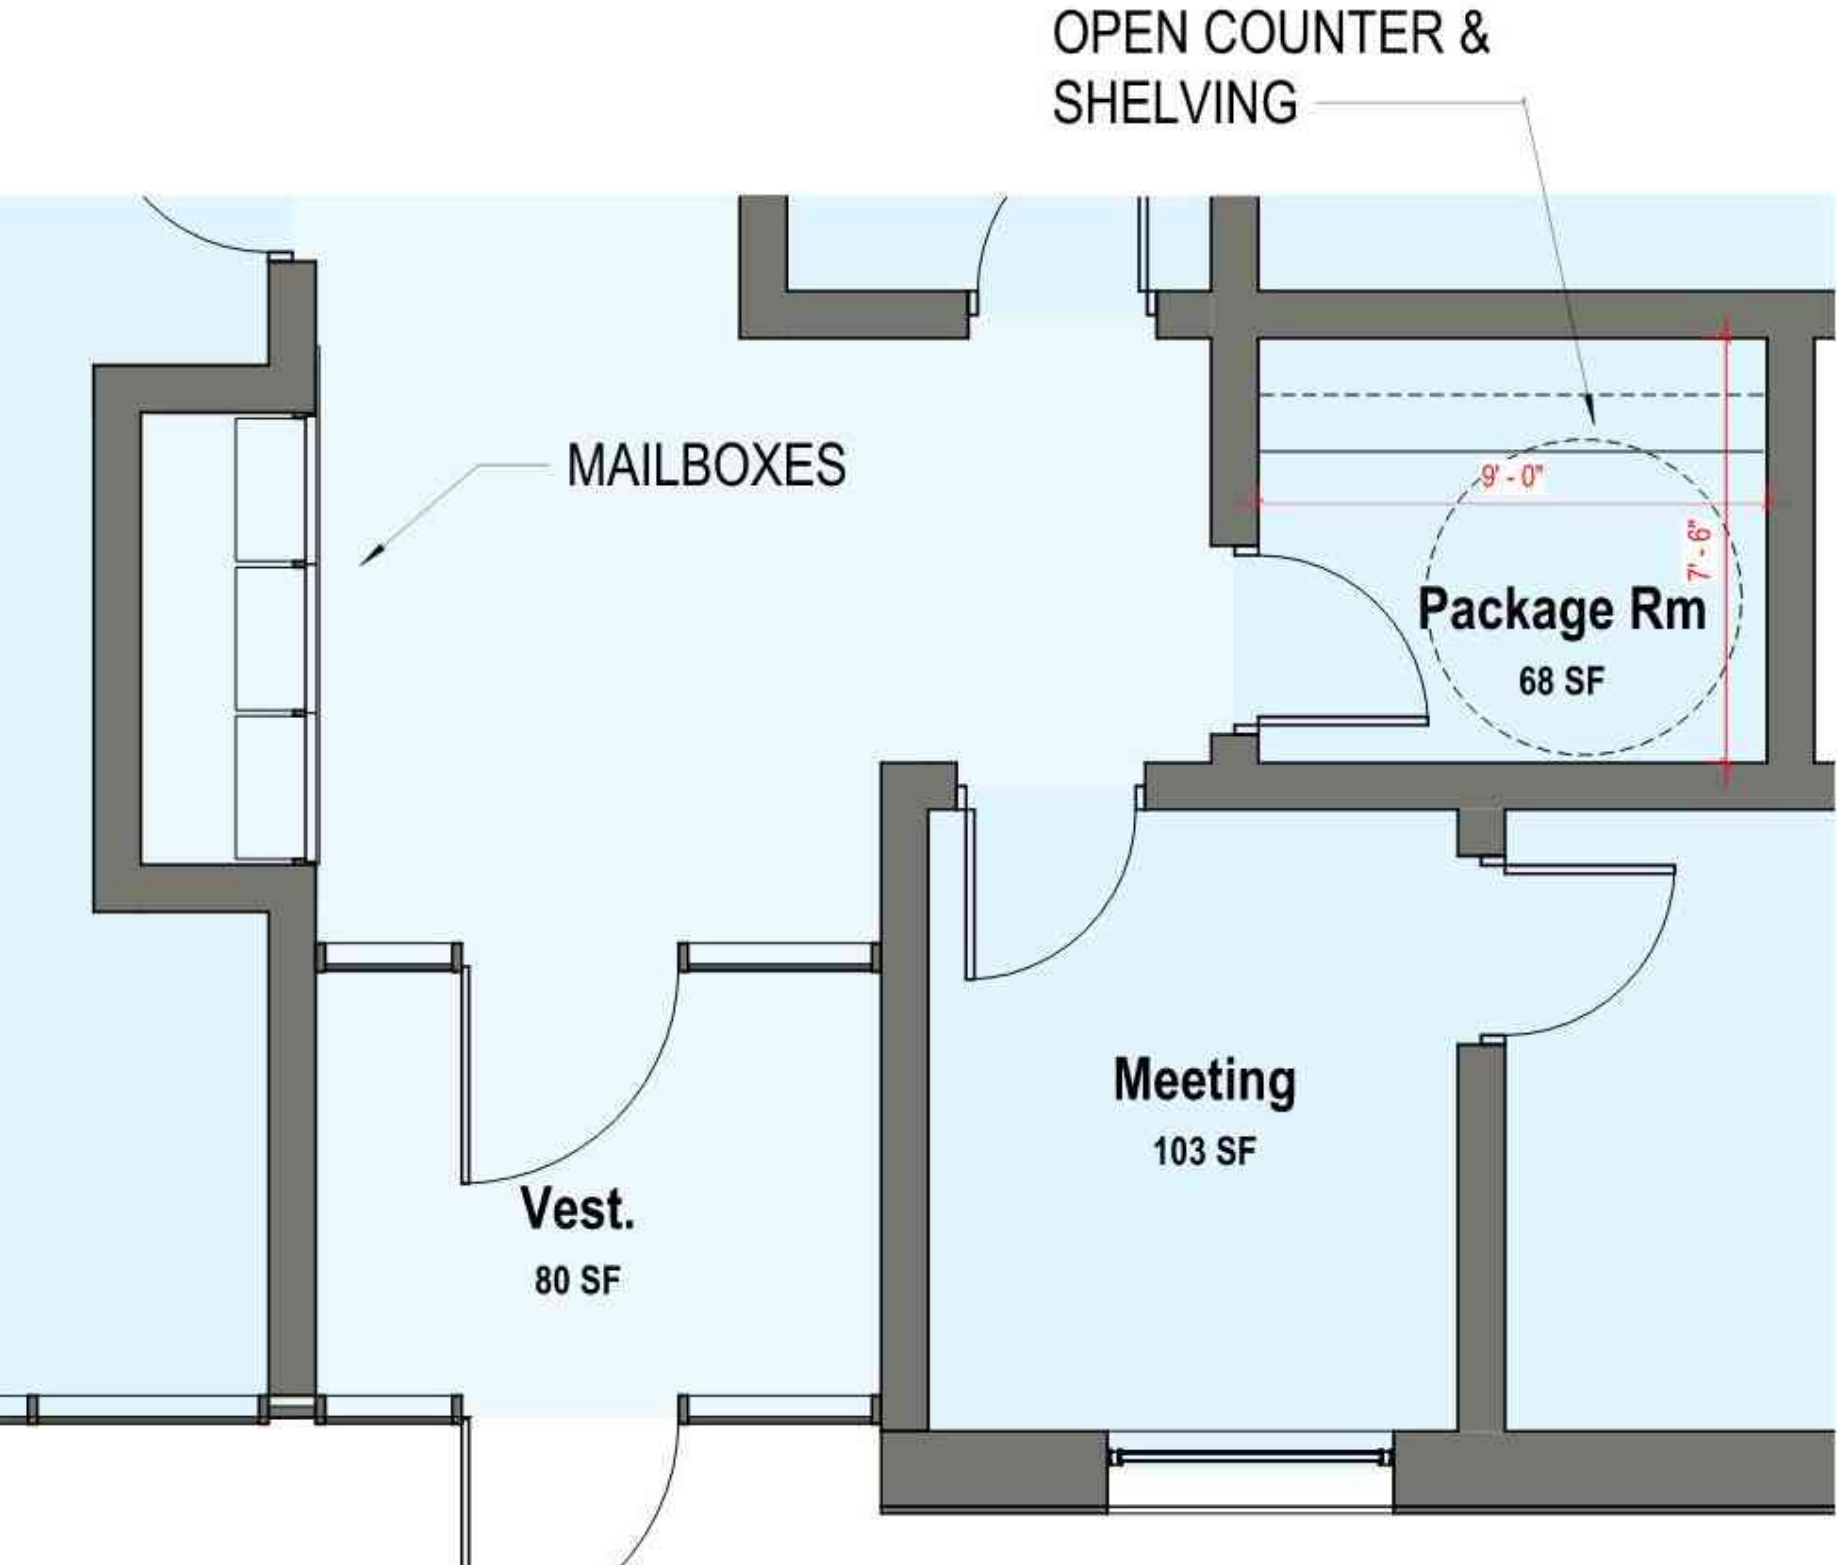 OPEN COUNTER &
SHELVING
MAILBOXES
9' - 0"
7' - 6"
Package Rm
68 SF
Meeting
103 SF
Vest.
80 SF